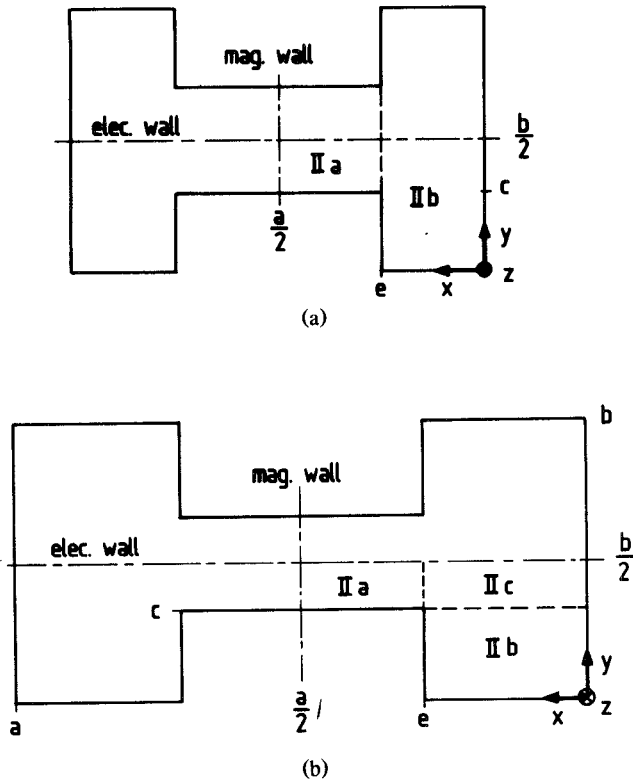 mag. wall
elec. wall
b/2
II a
c
II b
a/2
y
e
x
z
(a)
b
mag. wall
elec. wall
b/2
II a
II c
c
II b
y
a
a/2
e
x
z
(b)